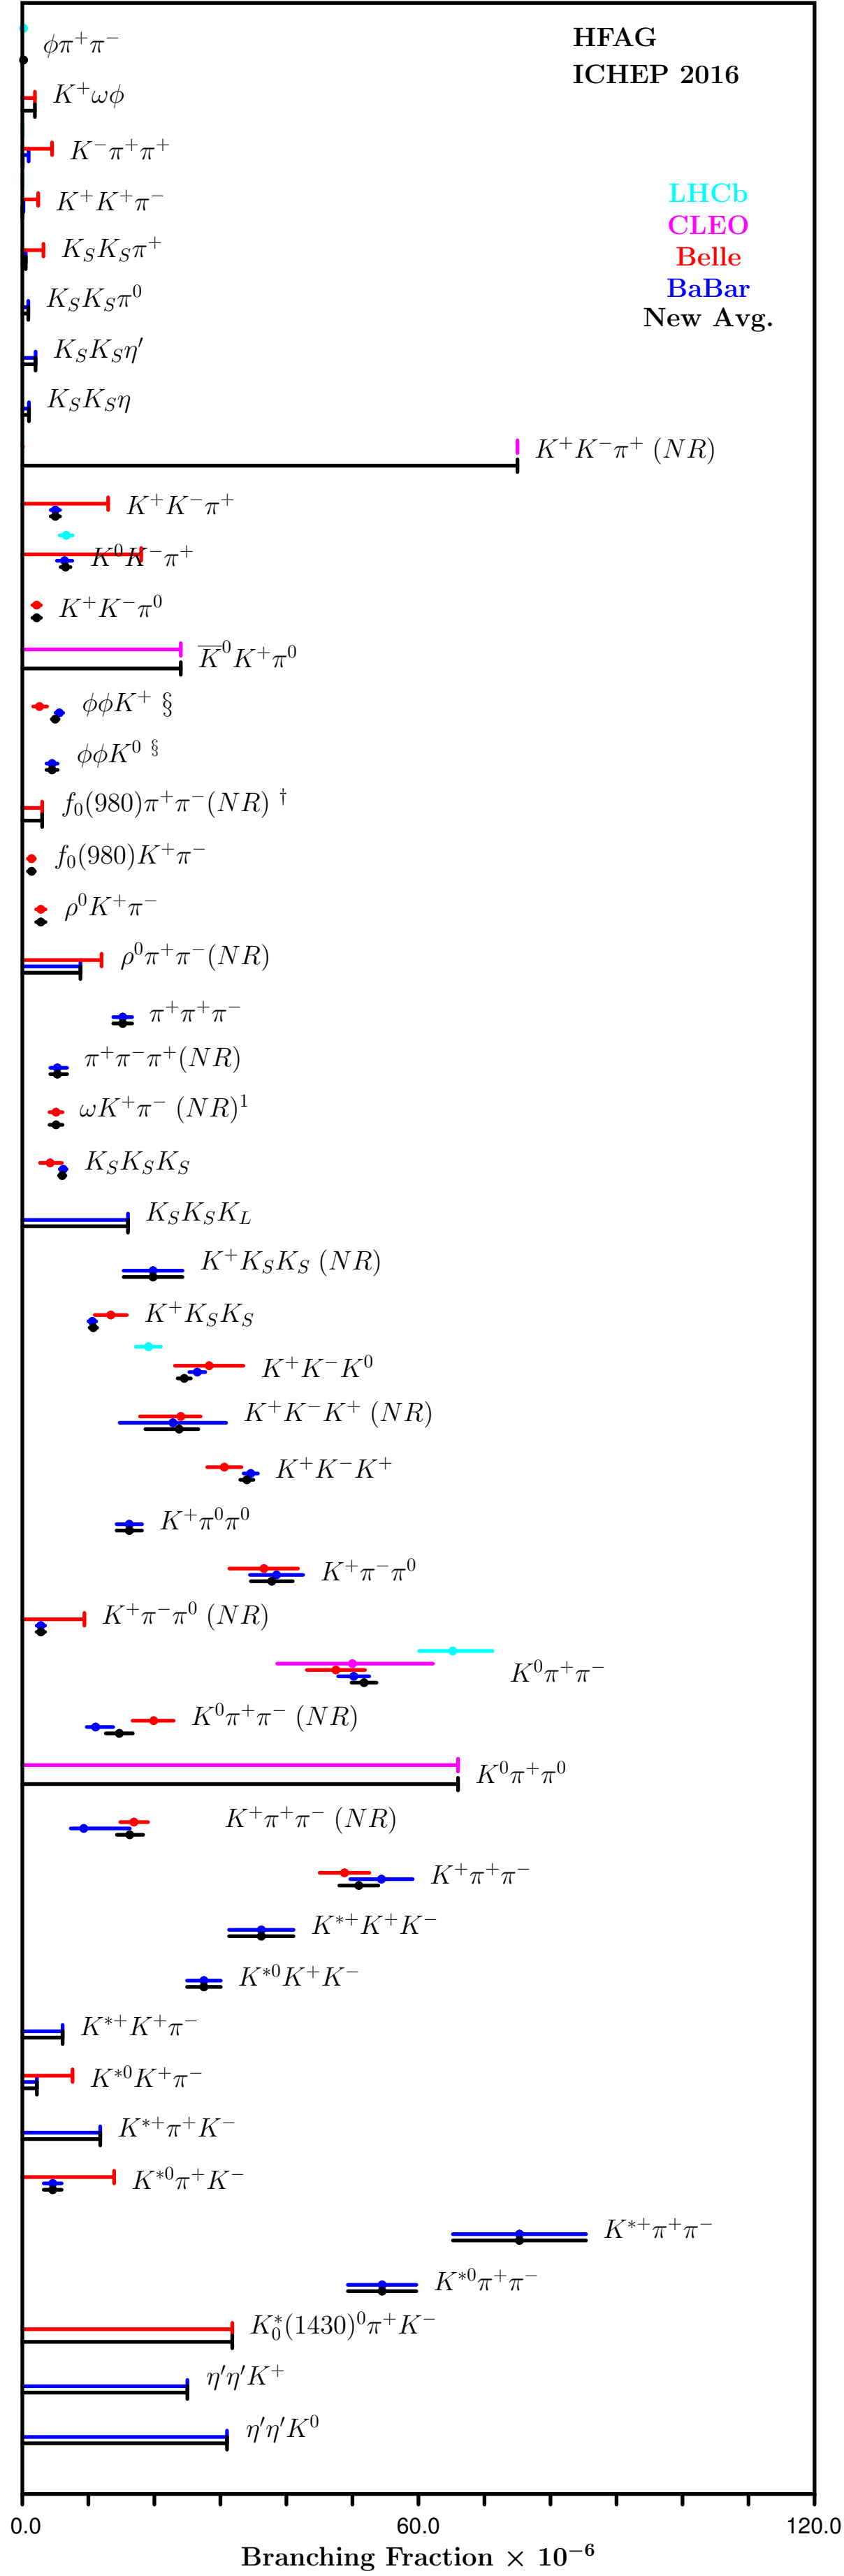 HFAG
ϕπ⁺π⁻
ICHEP 2016
K⁺ωϕ
K⁻π⁺π⁺
LHCb
K⁺K⁺π⁻
CLEO
K_SK_Sπ⁺
Belle
BaBar
K_SK_Sπ⁰
New Avg.
K_SK_Sη′
K_SK_Sη
K⁺K⁻π⁺ (NR)
K⁺K⁻π⁺
K⁰K⁻π⁺
K⁺K⁻π⁰
K̅⁰K⁺π⁰
ϕϕK⁺ §
ϕϕK⁰ §
f₀(980)π⁺π⁻(NR) †
f₀(980)K⁺π⁻
ρ⁰K⁺π⁻
ρ⁰π⁺π⁻(NR)
π⁺π⁺π⁻
π⁺π⁻π⁺(NR)
ωK⁺π⁻ (NR)¹
K_SK_SK_S
K_SK_SK_L
K⁺K_SK_S (NR)
K⁺K_SK_S
K⁺K⁻K⁰
K⁺K⁻K⁺ (NR)
K⁺K⁻K⁺
K⁺π⁰π⁰
K⁺π⁻π⁰
K⁺π⁻π⁰ (NR)
K⁰π⁺π⁻
K⁰π⁺π⁻ (NR)
K⁰π⁺π⁰
K⁺π⁺π⁻ (NR)
K⁺π⁺π⁻
K*⁺K⁺K⁻
K*⁰K⁺K⁻
K*⁺K⁺π⁻
K*⁰K⁺π⁻
K*⁺π⁺K⁻
K*⁰π⁺K⁻
K*⁺π⁺π⁻
K*⁰π⁺π⁻
K₀*(1430)⁰π⁺K⁻
η′η′K⁺
η′η′K⁰
0.0 60.0 120.0
Branching Fraction × 10⁻⁶